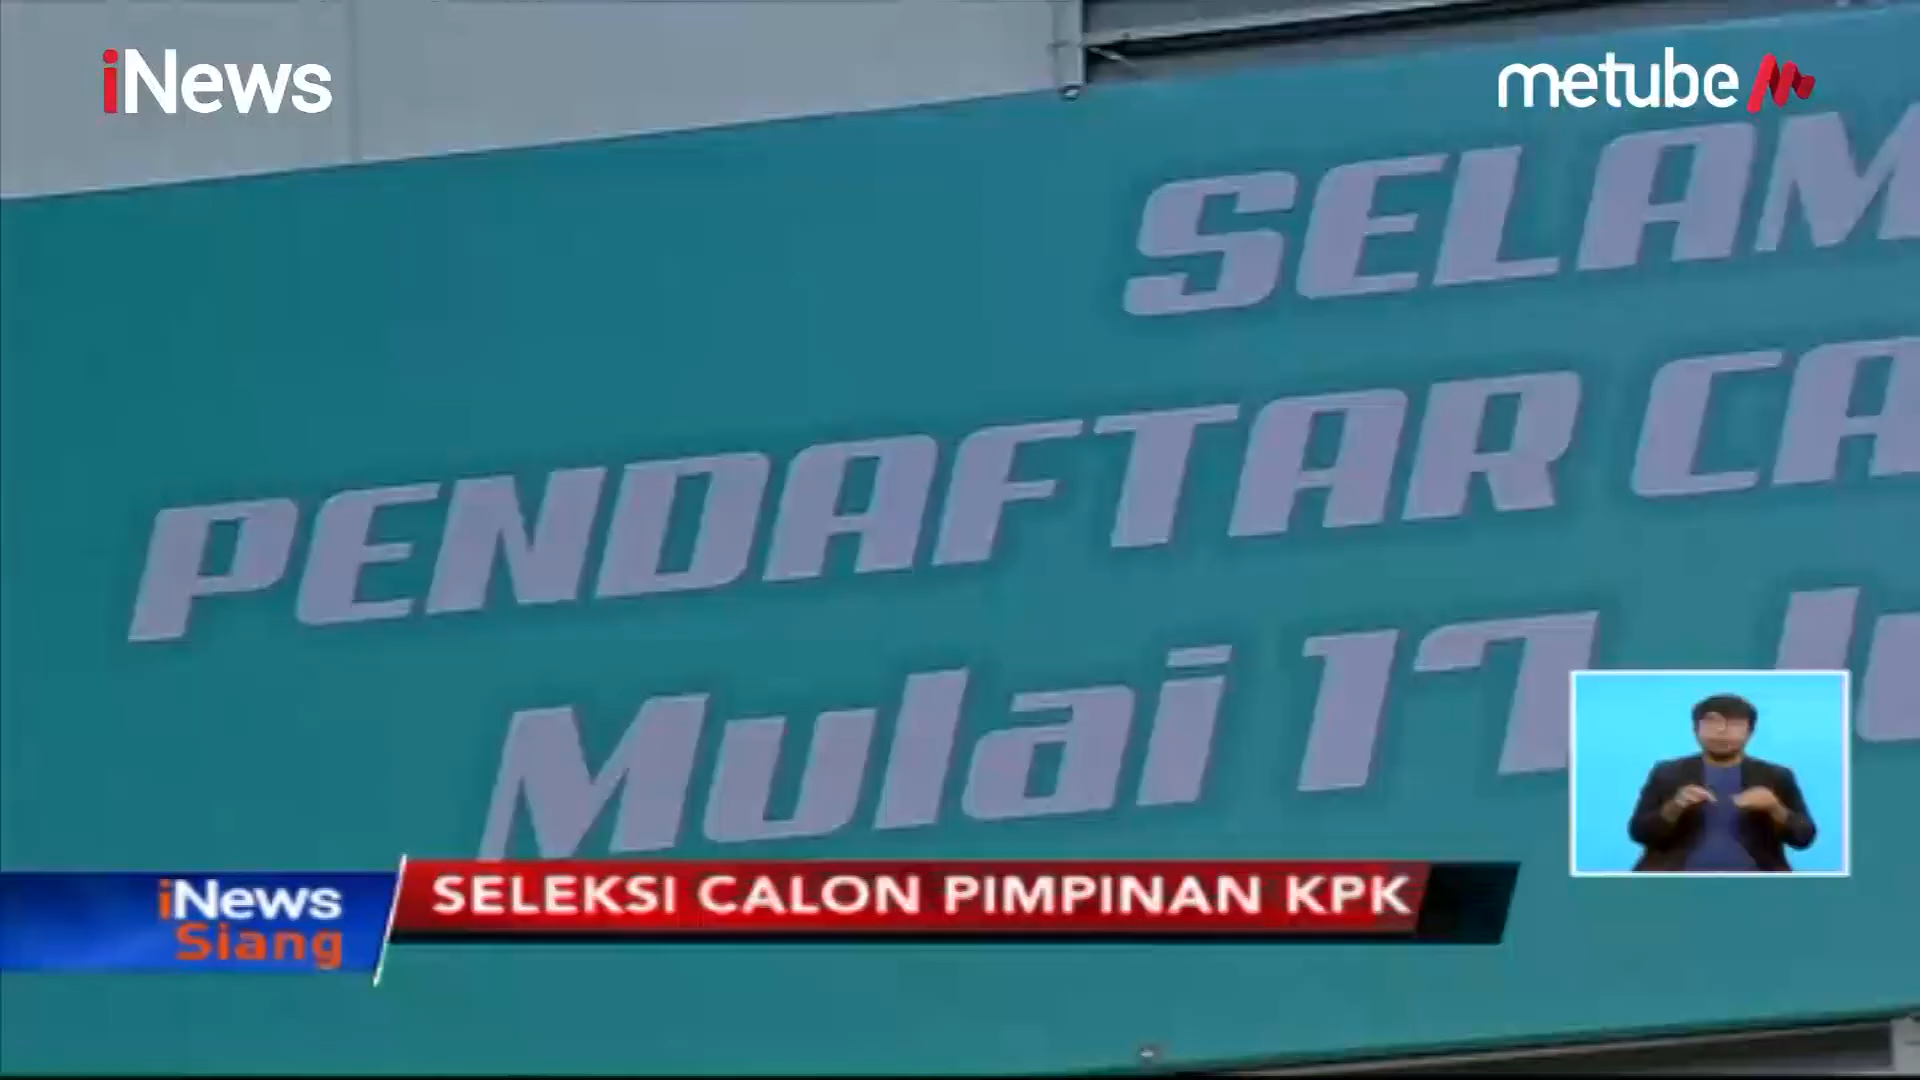 iNews
metube
SELAM
PENDAFTAR CA
Mulai 17
iNews
Siang
SELEKSI CALON PIMPINAN KPK